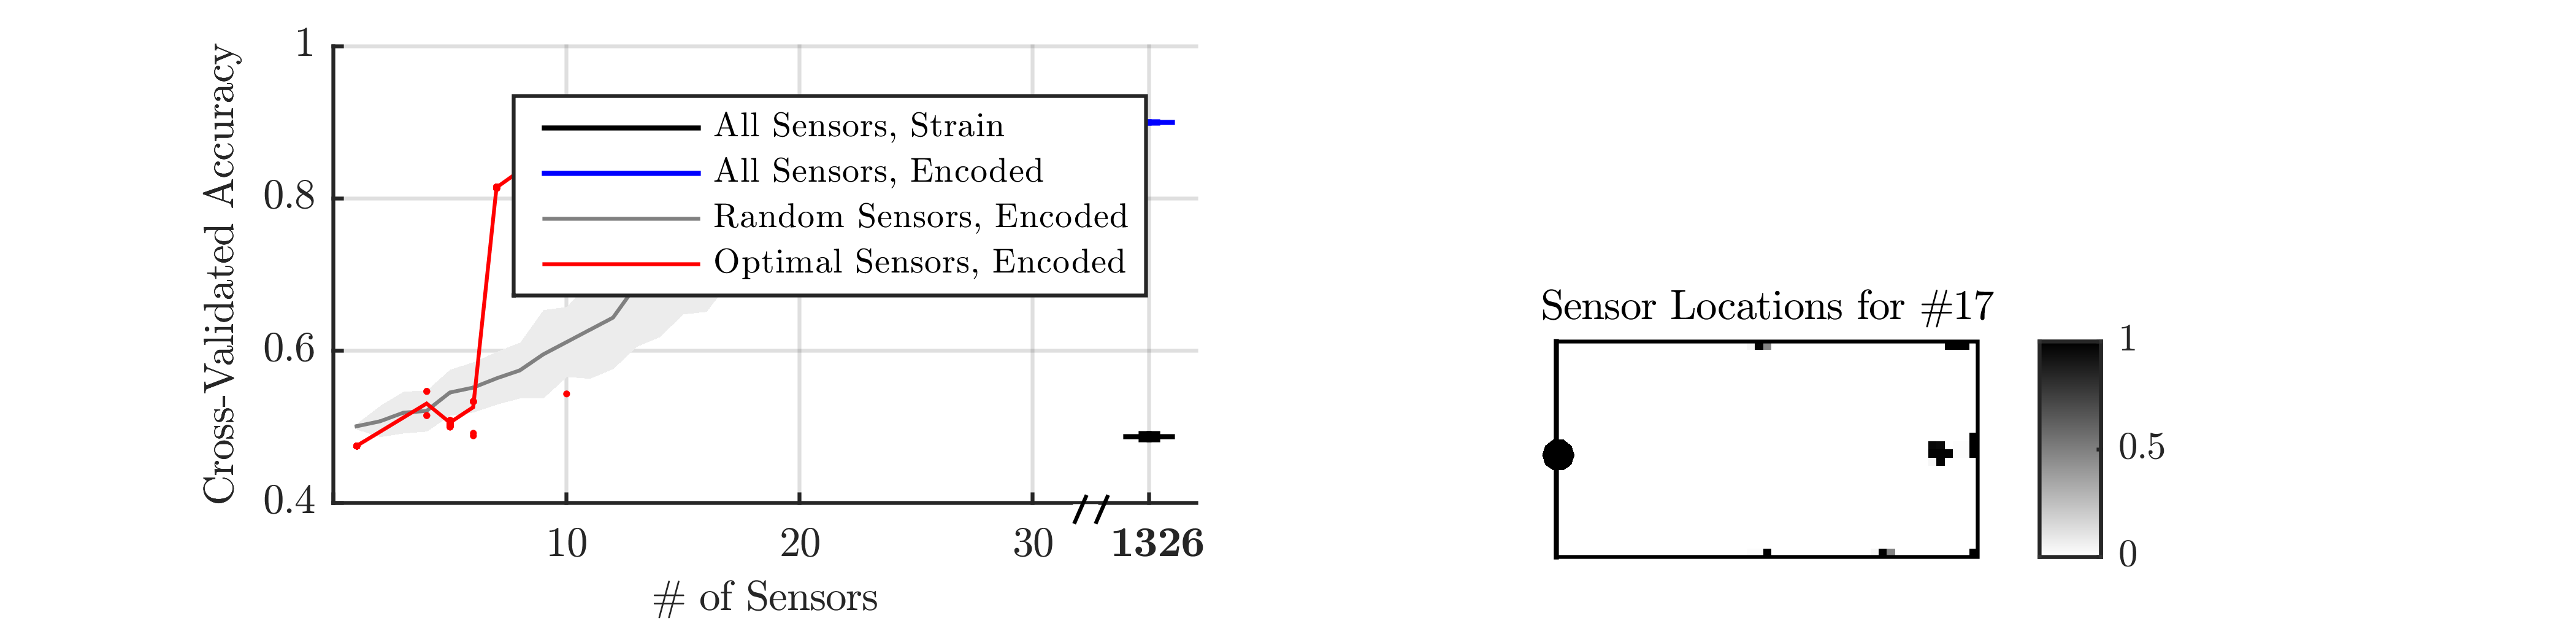 Cross-Validated Accuracy
1
0.8
0.6
0.4
All Sensors, Strain
All Sensors, Encoded
Random Sensors, Encoded
Optimal Sensors, Encoded
10 20 30 1326
# of Sensors
Sensor Locations for #17
1
0.5
0